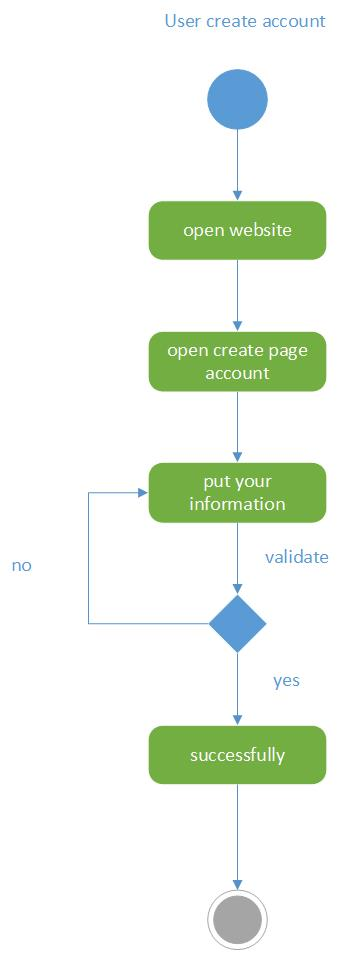 User create account
open website
open create page
account
put your
information
validate
no
yes
successfully